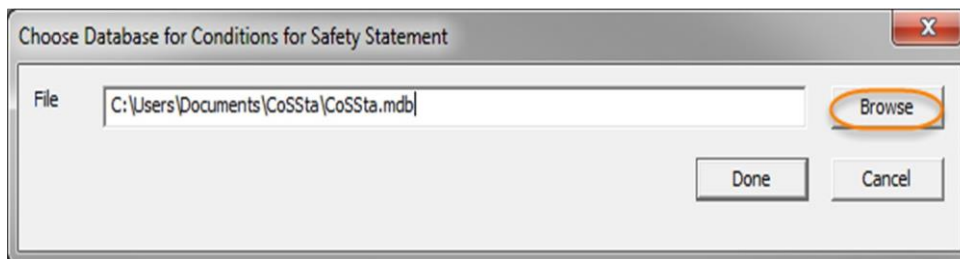 Choose Database for Conditions for Safety Statement
X
File C:\Users\Documents\CoSSta\CoSSta.mdb Browse
Done Cancel